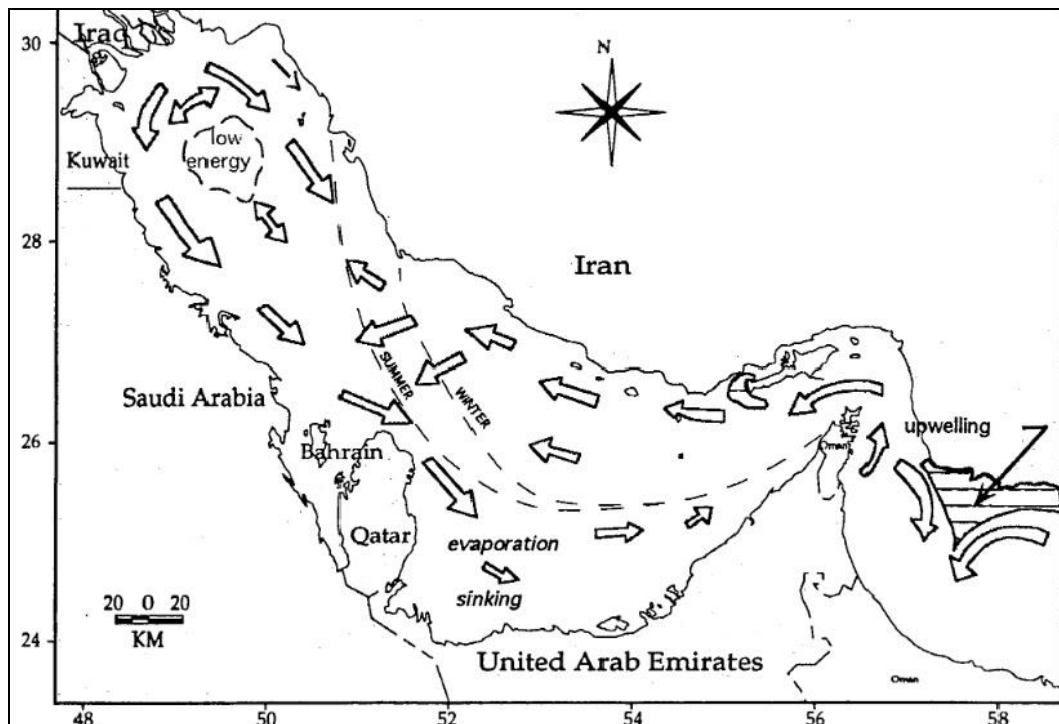 30
Iraq
N
low
energy
Kuwait
28
Iran
SUMMER
WINTER
Saudi Arabia
26
Bahrain
Oman
upwelling
Qatar
evaporation
sinking
20 0 20
KM
24
United Arab Emirates
Oman
48 50 52 54 56 58